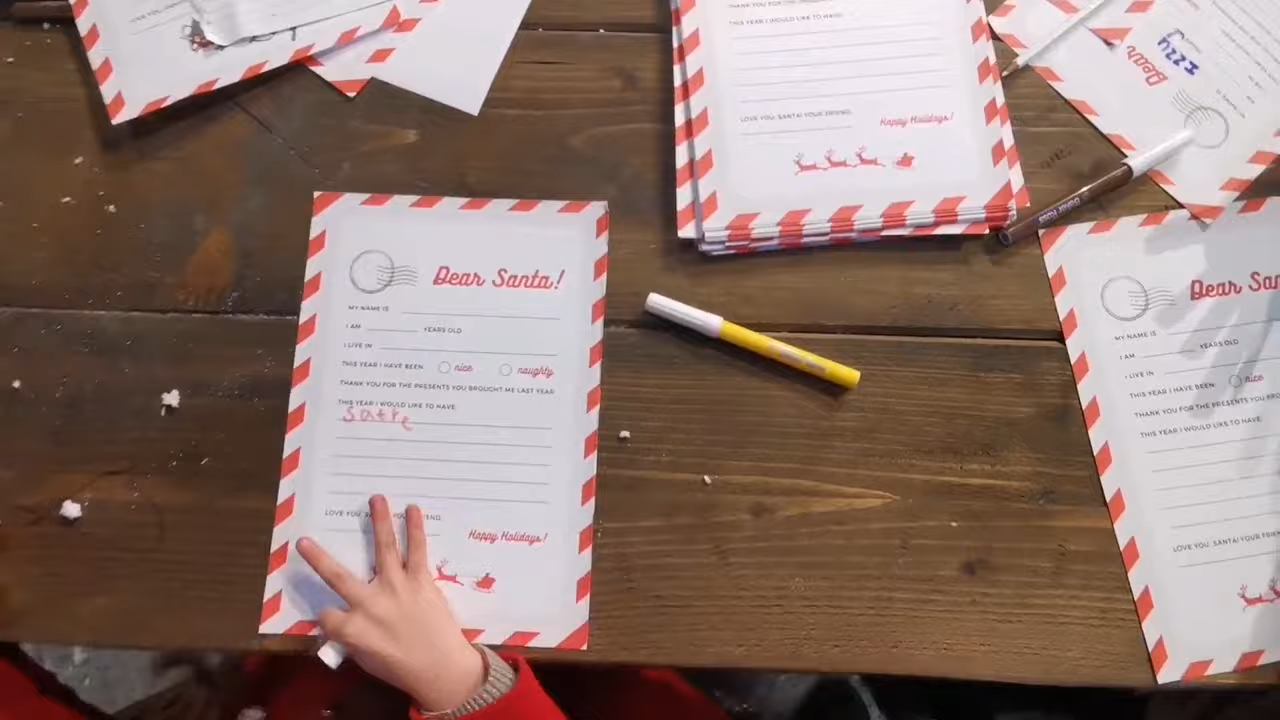 THIS YEAR I WOULD LIKE TO HAVE:
LOVE YOU, SANTA! YOUR FRIEND,
Happy Holidays!
Dear
Izzy
Dear Santa!
MY NAME IS
I AM YEARS OLD
I LIVE IN
THIS YEAR I HAVE BEEN: nice naughty
THANK YOU FOR THE PRESENTS YOU BROUGHT ME LAST YEAR
THIS YEAR I WOULD LIKE TO HAVE:
LOVE YOU,
Happy Holidays!
Dear
MY NAME IS
I AM YEARS OLD
I LIVE IN
THIS YEAR I HAVE BEEN: nice
THANK YOU FOR THE PRESENTS YOU
THIS YEAR I WOULD LIKE TO HAVE:
LOVE YOU, SANTA! YOUR